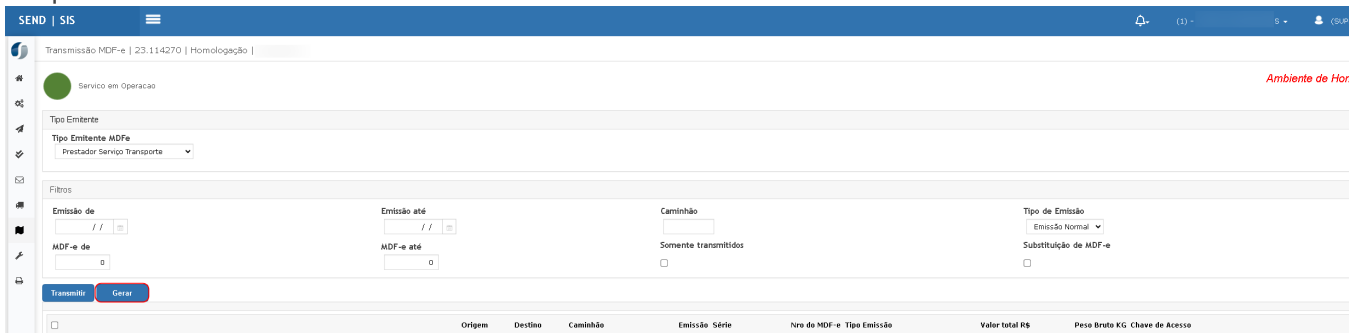 SEND | SIS
(1) - S
(SUP
Transmissão MDF-e | 23.114270 | Homologação |
Servico em Operacao
Ambiente de Hor
Tipo Emitente
Tipo Emitente MDFe
Prestador Serviço Transporte
Filtros
Emissão de Emissão até Caminhão Tipo de Emissão
/ / / / Emissão Normal
MDF-e de MDF-e até Somente transmitidos Substituição de MDF-e
0 0
Transmitir Gerar
Origem Destino Caminhão Emissão Série Nro do MDF-e Tipo Emissão Valor total R$ Peso Bruto KG Chave de Acesso